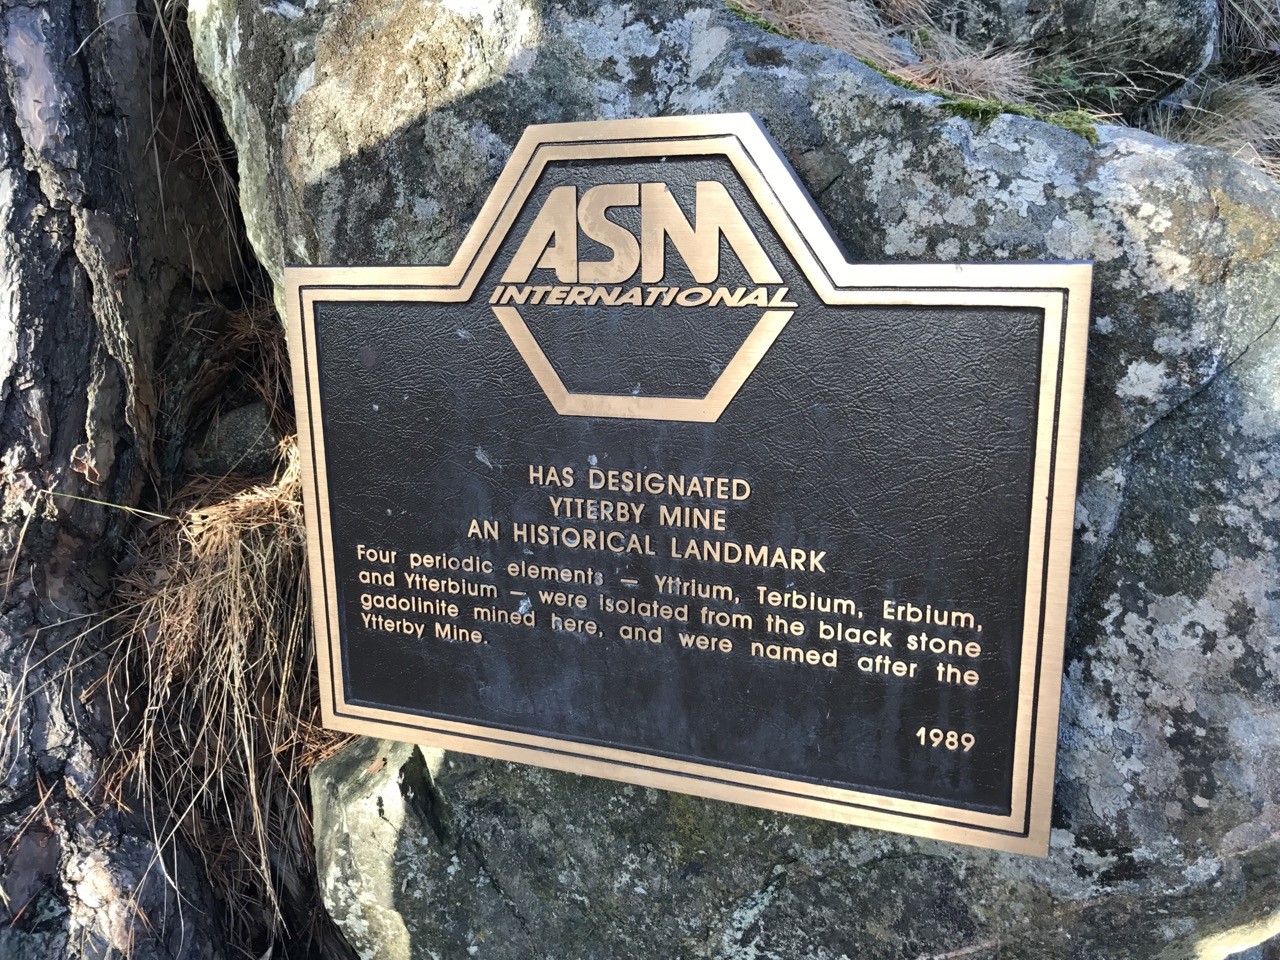 ASM
INTERNATIONAL
HAS DESIGNATED
YTTERBY MINE
AN HISTORICAL LANDMARK
Four periodic elements — Yttrium, Terbium, Erbium,
and Ytterbium — were isolated from the black stone
gadolinite mined here, and were named after the
Ytterby Mine.
1989